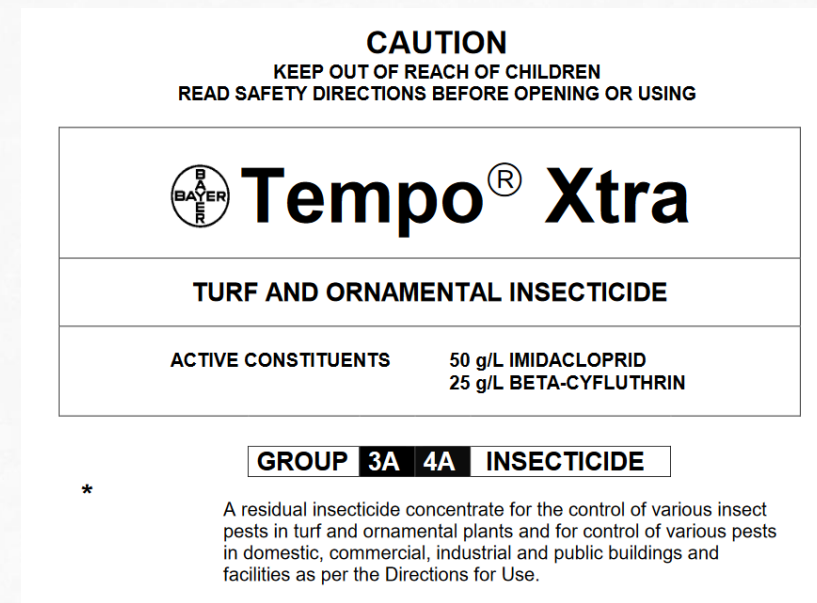 CAUTION
KEEP OUT OF REACH OF CHILDREN
READ SAFETY DIRECTIONS BEFORE OPENING OR USING
BAYER BAYER Tempo® Xtra
TURF AND ORNAMENTAL INSECTICIDE
ACTIVE CONSTITUENTS 50 g/L IMIDACLOPRID
25 g/L BETA-CYFLUTHRIN
GROUP 3A 4A INSECTICIDE
*
A residual insecticide concentrate for the control of various insect
pests in turf and ornamental plants and for control of various pests
in domestic, commercial, industrial and public buildings and
facilities as per the Directions for Use.